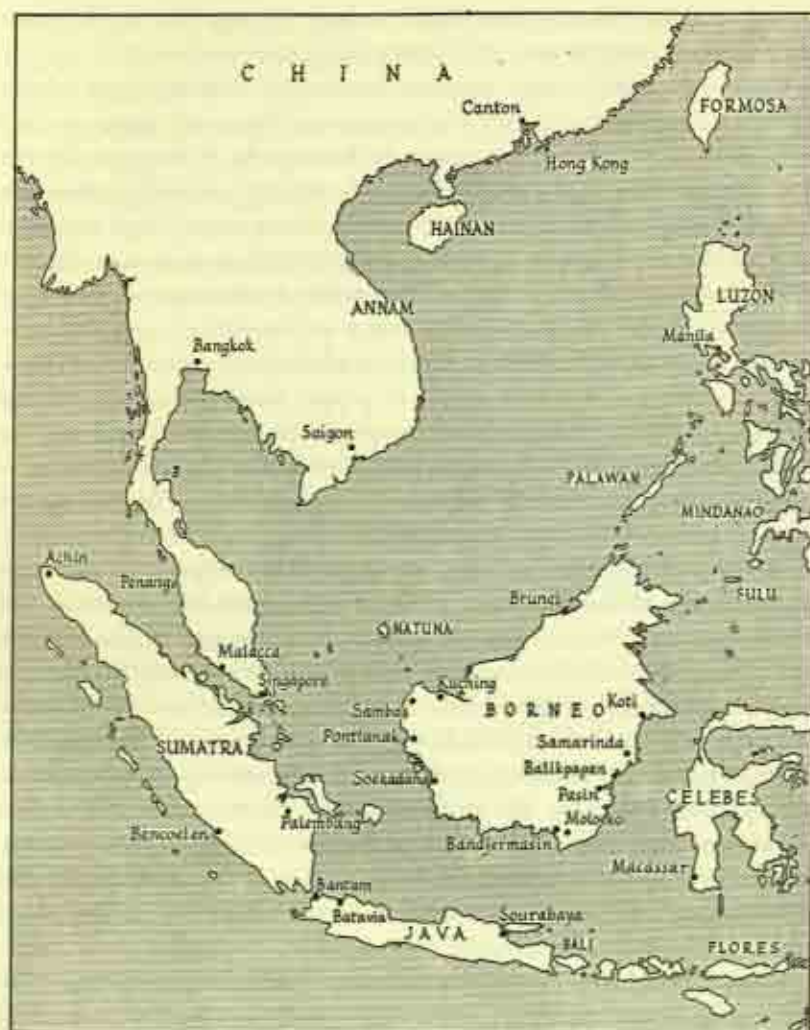 CHINA
Canton
FORMOSA
Hong Kong
HAINAN
LUZON
ANNAM
Manila
Bangkok
Saigon
PALAWAN
MINDANAO
Achin
Penang
Brunei
SULU
NATUNA
Malacca
Singapore
Kuching
Sambas
BORNEO
Koti
Pontianak
SUMATRA
Samarinda
Balikpapan
Soekadana
Pasir
CELEBES
Palembang
Molocko
Bencoelen
Bandjermasin
Macassar
Bantam
Batavia
Sourabaya
JAVA
BALI
FLORES